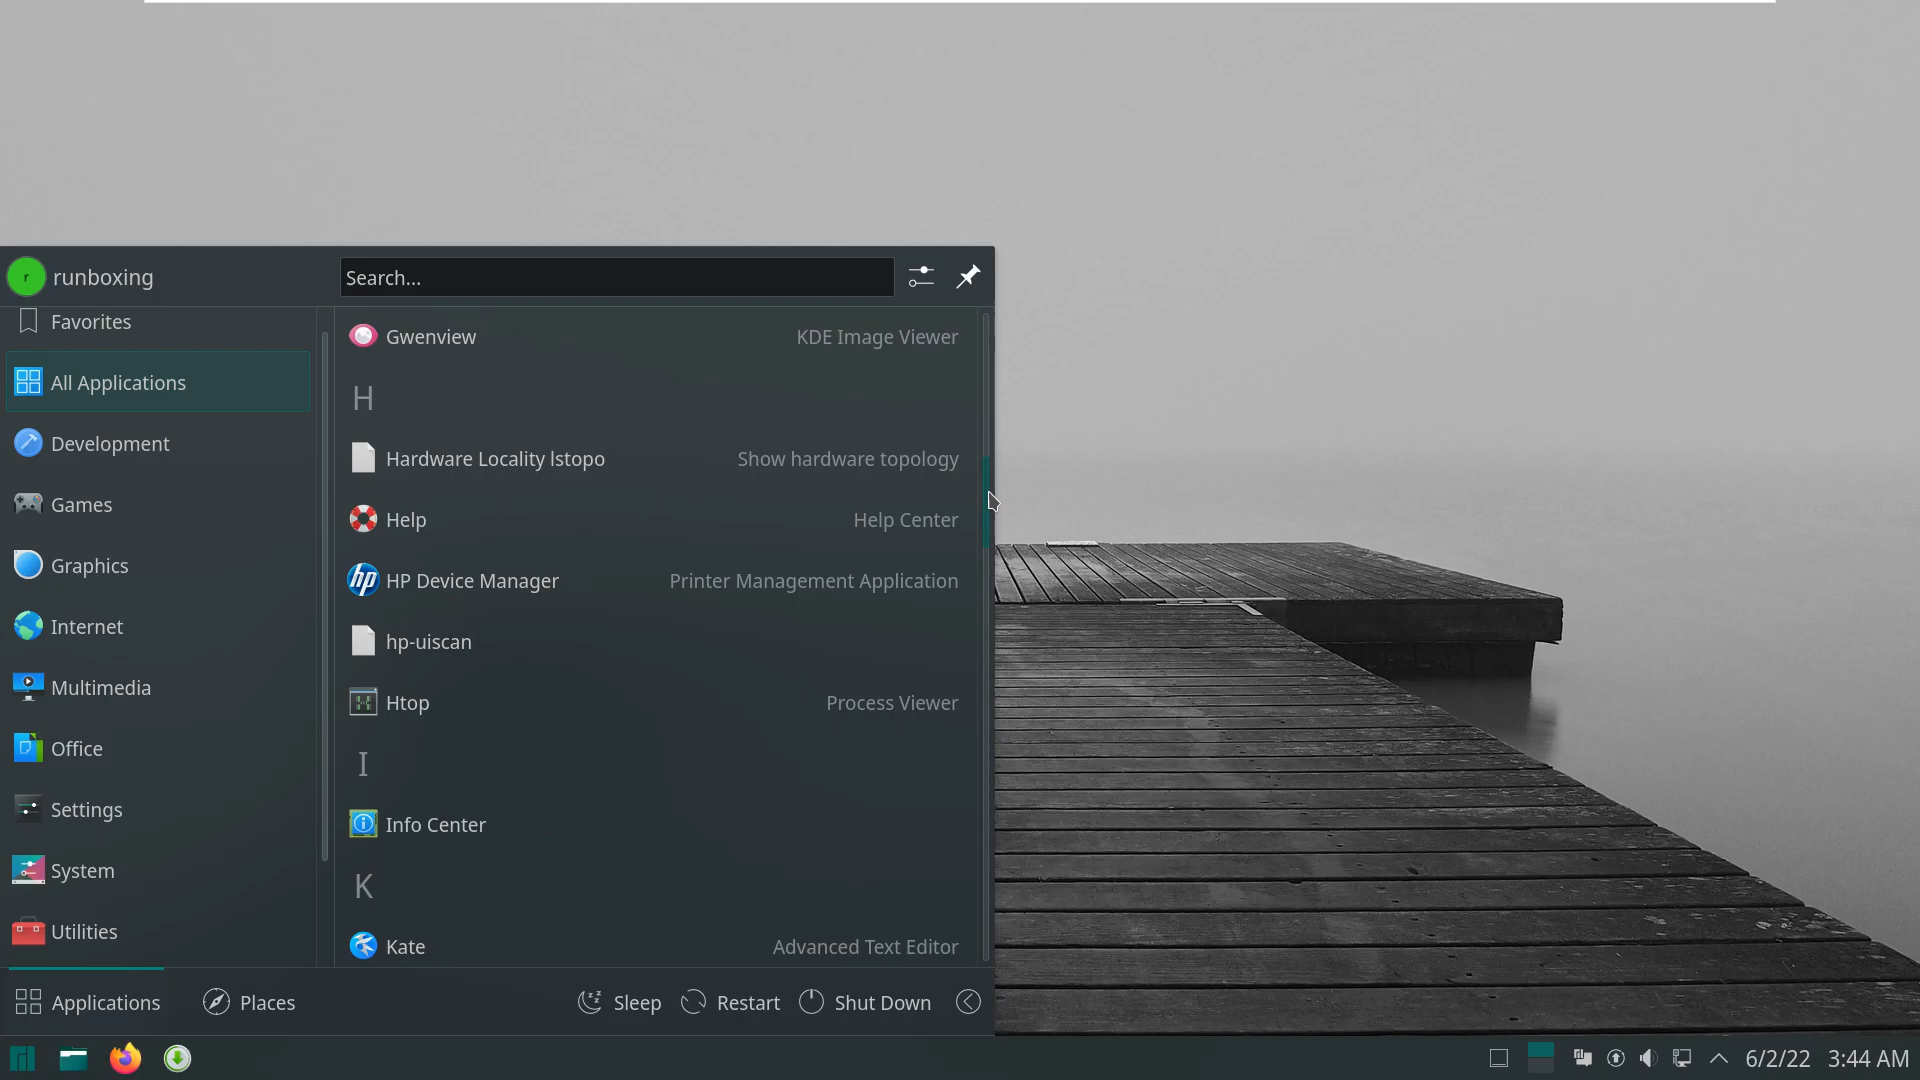 r runboxing
Search...
Favorites
All Applications
Development
Games
Graphics
Internet
Multimedia
Office
Settings
System
Utilities
Gwenview KDE Image Viewer
H
Hardware Locality lstopo Show hardware topology
Help Help Center
hp HP Device Manager Printer Management Application
hp-uiscan
Htop Process Viewer
I
Info Center
K
Kate Advanced Text Editor
Applications Places Sleep Restart Shut Down
6/2/22 3:44 AM